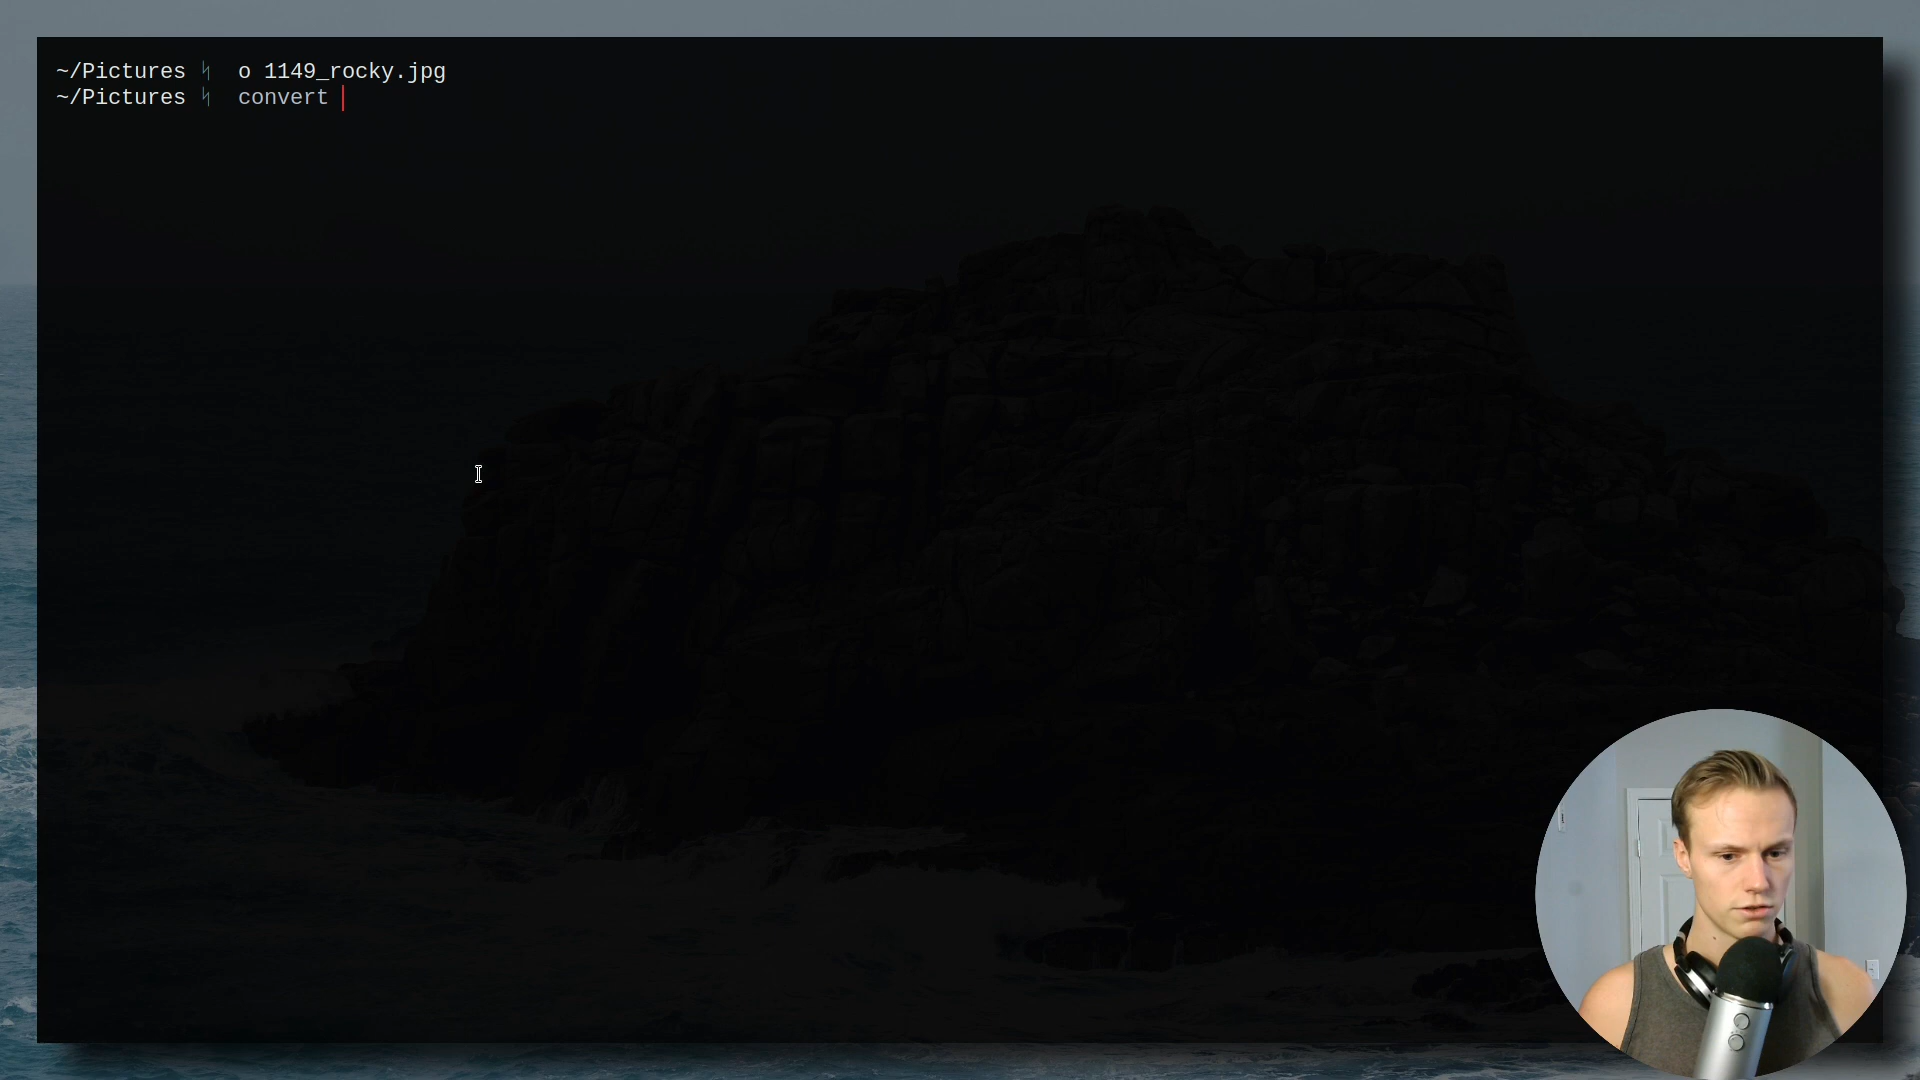 ~/Pictures ᛋ o 1149_rocky.jpg
~/Pictures ᛋ convert